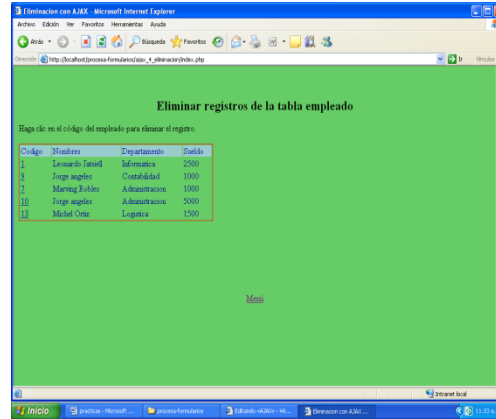 Eliminacion con AJAX - Microsoft Internet Explorer
Archivo Edición Ver Favoritos Herramientas Ayuda
Atrás Búsqueda Favoritos
Dirección http://localhost/procesa-formularios/ajax_4_eliminacion/index.php Ir Vínculos
Eliminar registros de la tabla empleado
Haga clic en el código del empleado para eliminar el registro.
Codigo Nombres Departamento Sueldo
1 Leonardo Informatica 2500
9 Jorge angeles Contabilidad 1000
7 Marving Robles Administracion 1000
10 Jorge angeles Administracion 5000
13 Michel Ortiz Logistica 1500
Menú
Intranet local
Inicio practicas - Microsoft ... procesa-formularios Editando <AJAX> - Wi... Eliminacion con AJAX ... 11:33